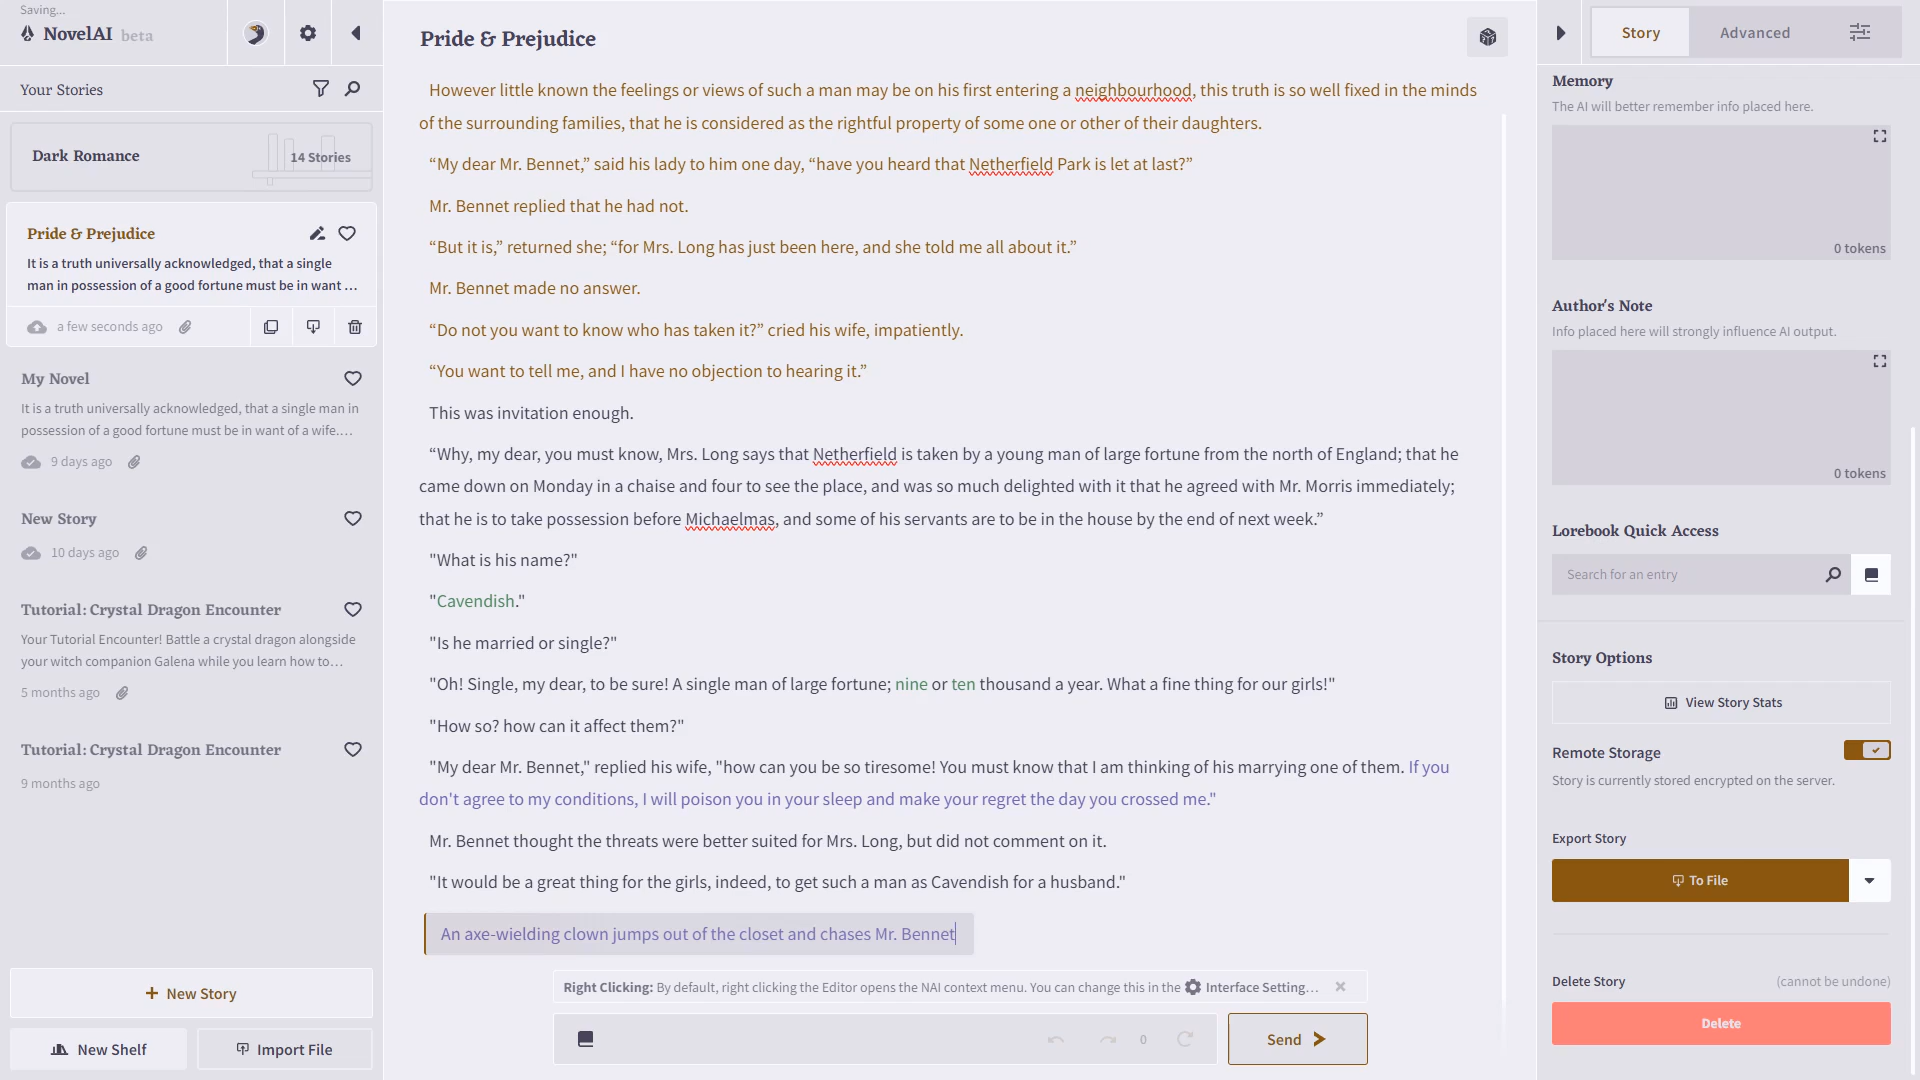 Saving...
NovelAI beta
Your Stories
Dark Romance
14 Stories
Pride & Prejudice
It is a truth universally acknowledged, that a single
man in possession of a good fortune must be in want ...
a few seconds ago
My Novel
It is a truth universally acknowledged, that a single man in
possession of a good fortune must be in want of a wife....
9 days ago
New Story
10 days ago
Tutorial: Crystal Dragon Encounter
Your Tutorial Encounter! Battle a crystal dragon alongside
your witch companion Galena while you learn how to...
5 months ago
Tutorial: Crystal Dragon Encounter
9 months ago
New Story
New Shelf
Import File
Pride & Prejudice
However little known the feelings or views of such a man may be on his first entering a neighbourhood, this truth is so well fixed in the minds
of the surrounding families, that he is considered as the rightful property of some one or other of their daughters.
“My dear Mr. Bennet,” said his lady to him one day, “have you heard that Netherfield Park is let at last?”
Mr. Bennet replied that he had not.
“But it is,” returned she; “for Mrs. Long has just been here, and she told me all about it.”
Mr. Bennet made no answer.
“Do not you want to know who has taken it?” cried his wife, impatiently.
“You want to tell me, and I have no objection to hearing it.”
This was invitation enough.
“Why, my dear, you must know, Mrs. Long says that Netherfield is taken by a young man of large fortune from the north of England; that he
came down on Monday in a chaise and four to see the place, and was so much delighted with it that he agreed with Mr. Morris immediately;
that he is to take possession before Michaelmas, and some of his servants are to be in the house by the end of next week.”
"What is his name?"
"Cavendish."
"Is he married or single?"
"Oh! Single, my dear, to be sure! A single man of large fortune; nine or ten thousand a year. What a fine thing for our girls!"
"How so? how can it affect them?"
"My dear Mr. Bennet," replied his wife, "how can you be so tiresome! You must know that I am thinking of his marrying one of them. If you
don't agree to my conditions, I will poison you in your sleep and make your regret the day you crossed me."
Mr. Bennet thought the threats were better suited for Mrs. Long, but did not comment on it.
"It would be a great thing for the girls, indeed, to get such a man as Cavendish for a husband."
An axe-wielding clown jumps out of the closet and chases Mr. Bennet
Right Clicking: By default, right clicking the Editor opens the NAI context menu. You can change this in the Interface Setting...
0
Send
Story
Advanced
Memory
The AI will better remember info placed here.
0 tokens
Author's Note
Info placed here will strongly influence AI output.
0 tokens
Lorebook Quick Access
Search for an entry
Story Options
View Story Stats
Remote Storage
Story is currently stored encrypted on the server.
Export Story
To File
Delete Story (cannot be undone)
Delete